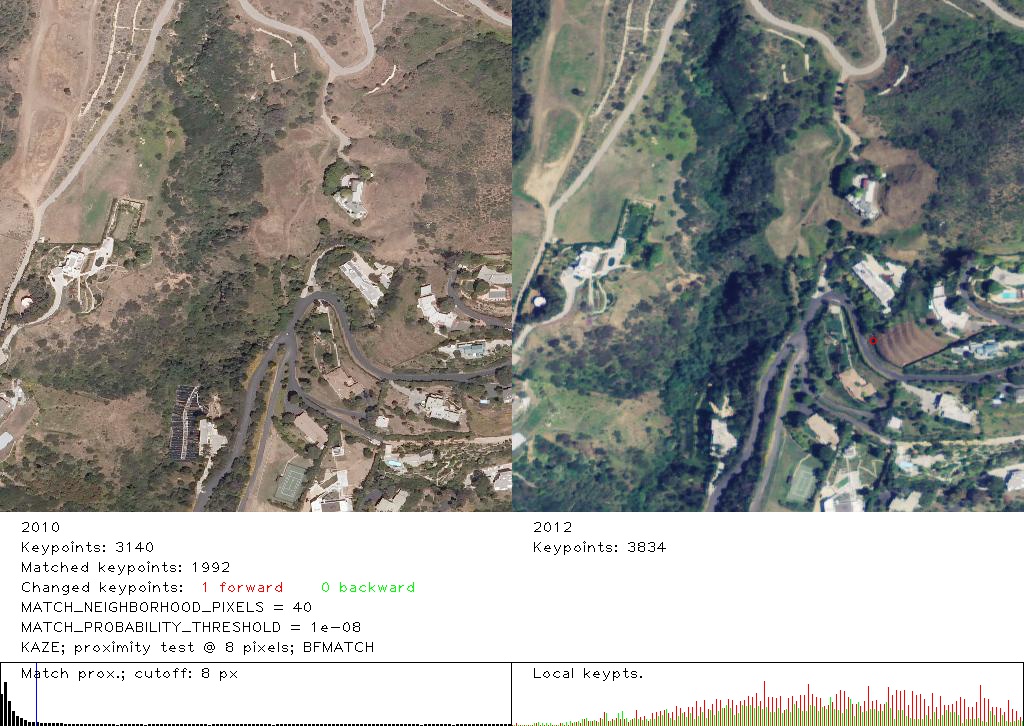 2010
2012
Keypoints: 3140
Keypoints: 3834
Matched keypoints: 1992
Changed keypoints: 1 forward 0 backward
MATCH_NEIGHBORHOOD_PIXELS = 40
MATCH_PROBABILITY_THRESHOLD = 1e-08
KAZE; proximity test @ 8 pixels; BFMATCH
Match prox.; cutoff: 8 px
Local keypts.